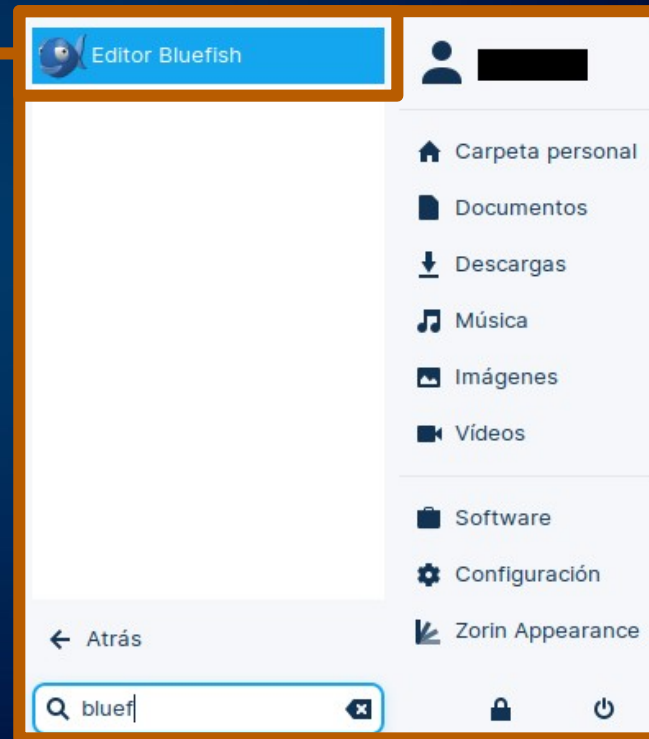 Editor Bluefish
Carpeta personal
Documentos
Descargas
Música
Imágenes
Vídeos
Software
Configuración
Zorin Appearance
Atrás
bluef